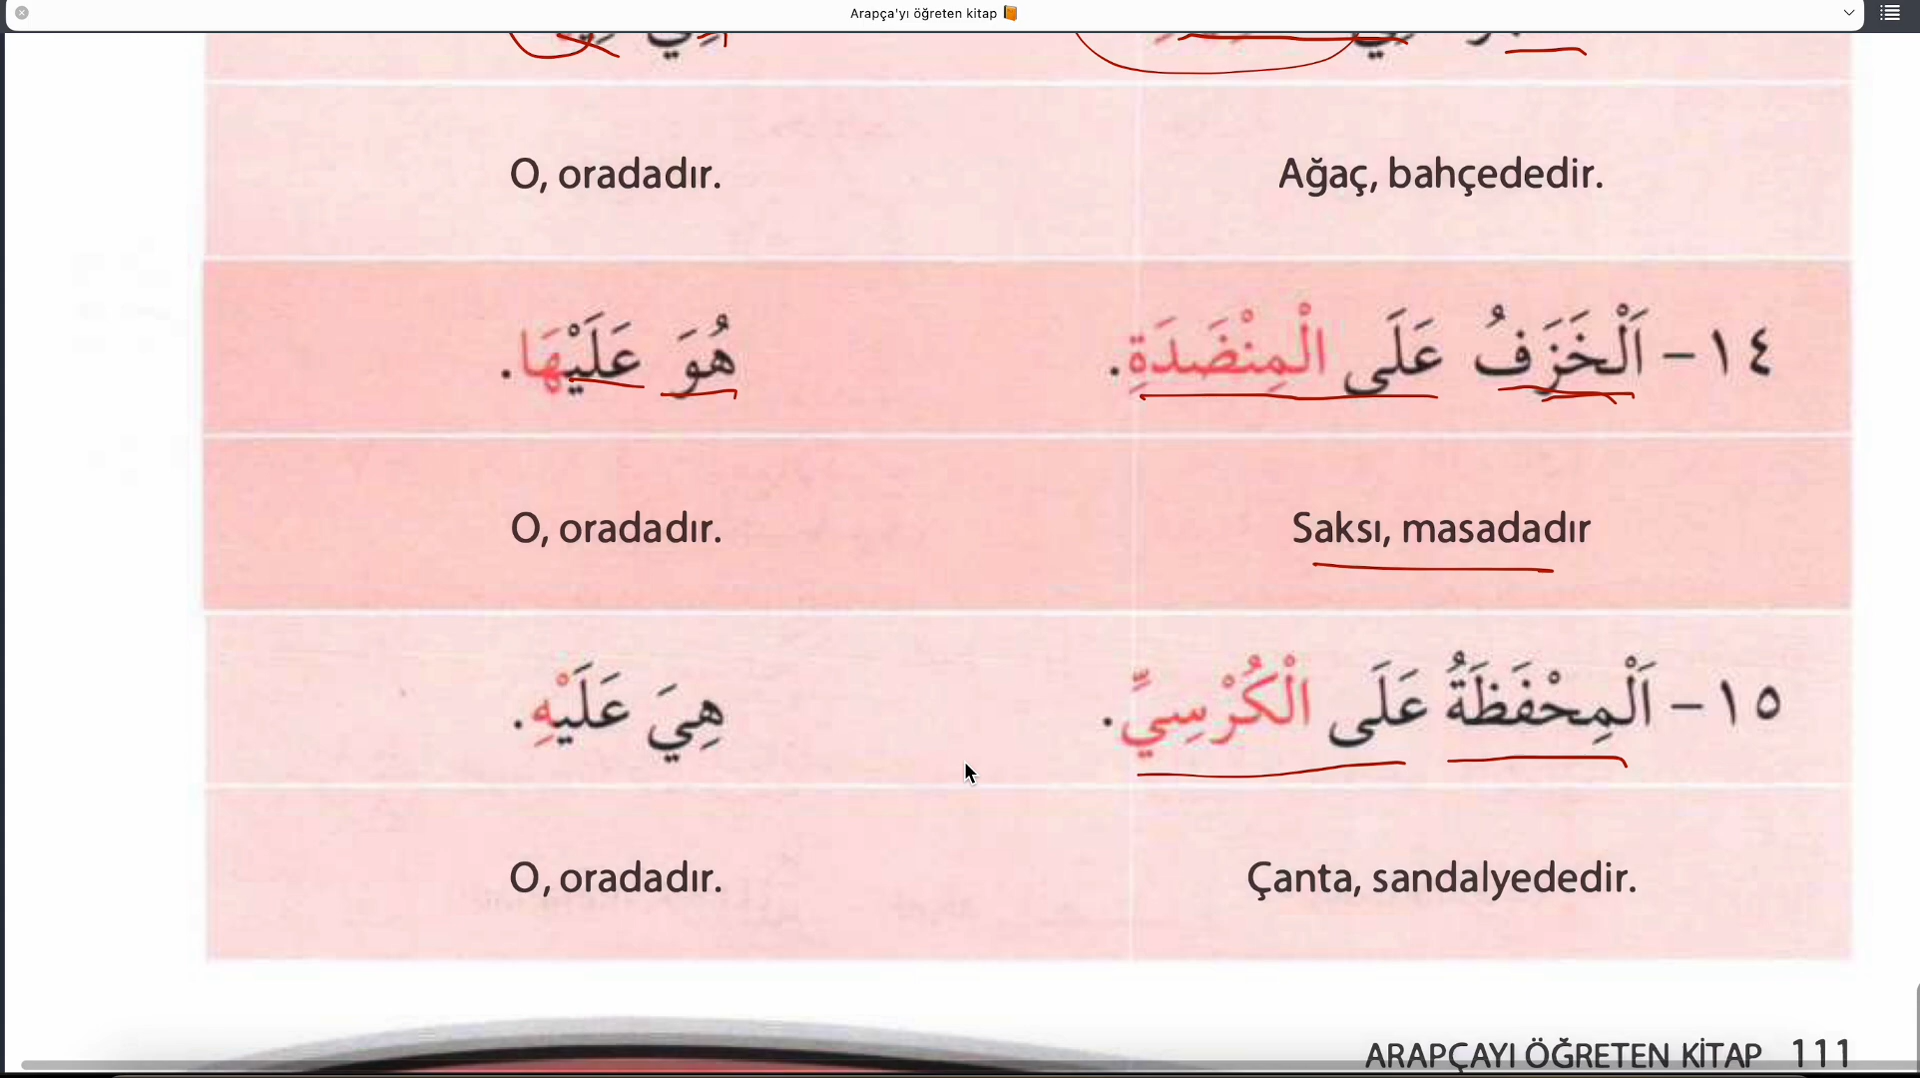 Arapça'yı öğreten kitap
Ağaç, bahçededir.
O, oradadır.
١٤ – اَلْخَزَفُ عَلَى الْمِنْضَدَةِ.
هُوَ عَلَيْهَا.
Saksı, masadadır
O, oradadır.
١٥ – اَلْمِحْفَظَةُ عَلَى الْكُرْسِيِّ.
هِيَ عَلَيْهِ.
Çanta, sandalyededir.
O, oradadır.
ARAPÇAYI ÖĞRETEN KİTAP 111